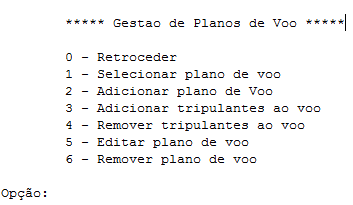 ***** Gestao de Planos de Voo *****
0 - Retroceder
1 - Selecionar plano de voo
2 - Adicionar plano de Voo
3 - Adicionar tripulantes ao voo
4 - Remover tripulantes ao voo
5 - Editar plano de voo
6 - Remover plano de voo
Opção: